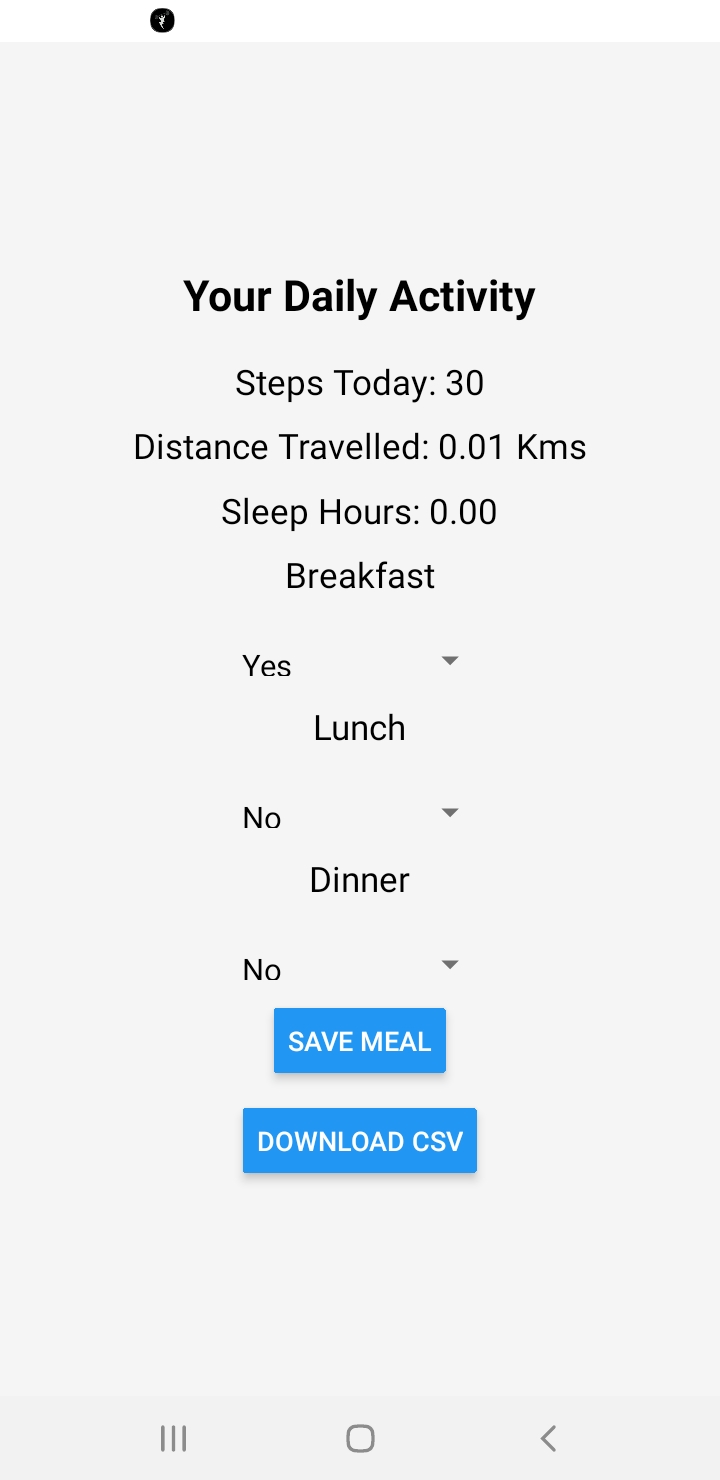 Your Daily Activity
Steps Today: 30
Distance Travelled: 0.01 Kms
Sleep Hours: 0.00
Breakfast
Yes
Lunch
No
Dinner
No
SAVE MEAL
DOWNLOAD CSV